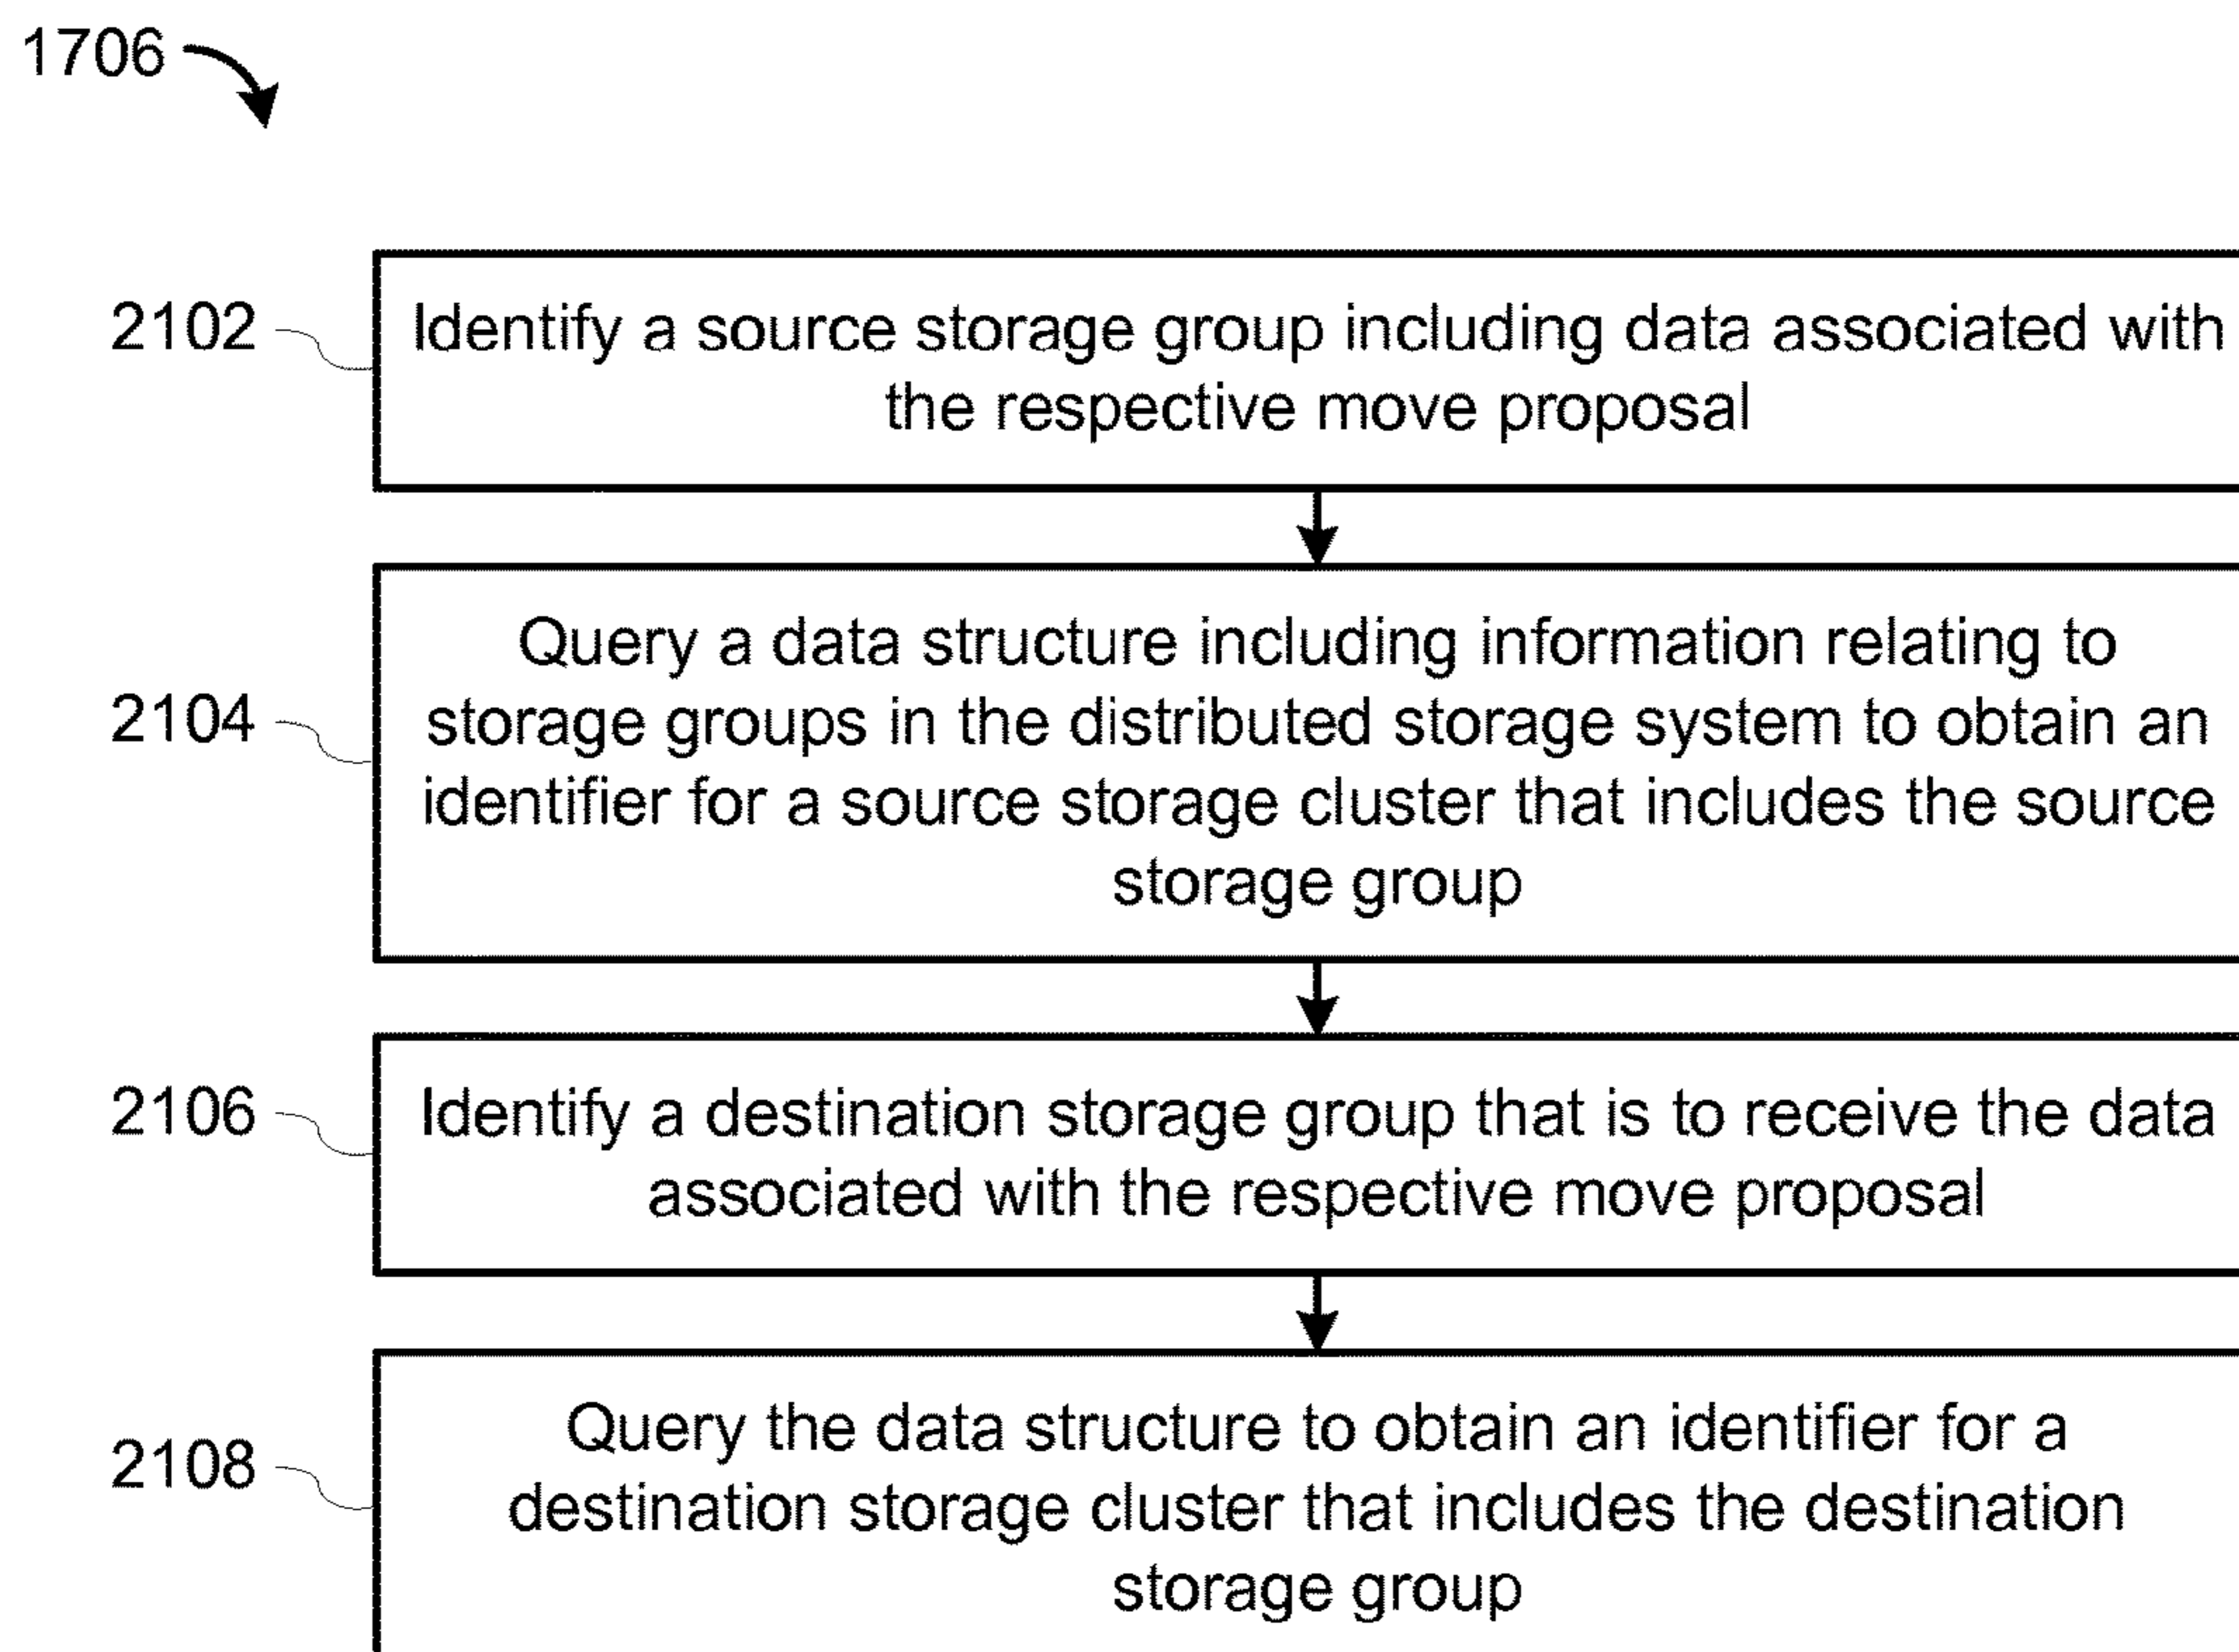 1706
2102
Identify a source storage group including data associated with
the respective move proposal
2104
Query a data structure including information relating to
storage groups in the distributed storage system to obtain an
identifier for a source storage cluster that includes the source
storage group
2106
Identify a destination storage group that is to receive the data
associated with the respective move proposal
2108
Query the data structure to obtain an identifier for a
destination storage cluster that includes the destination
storage group